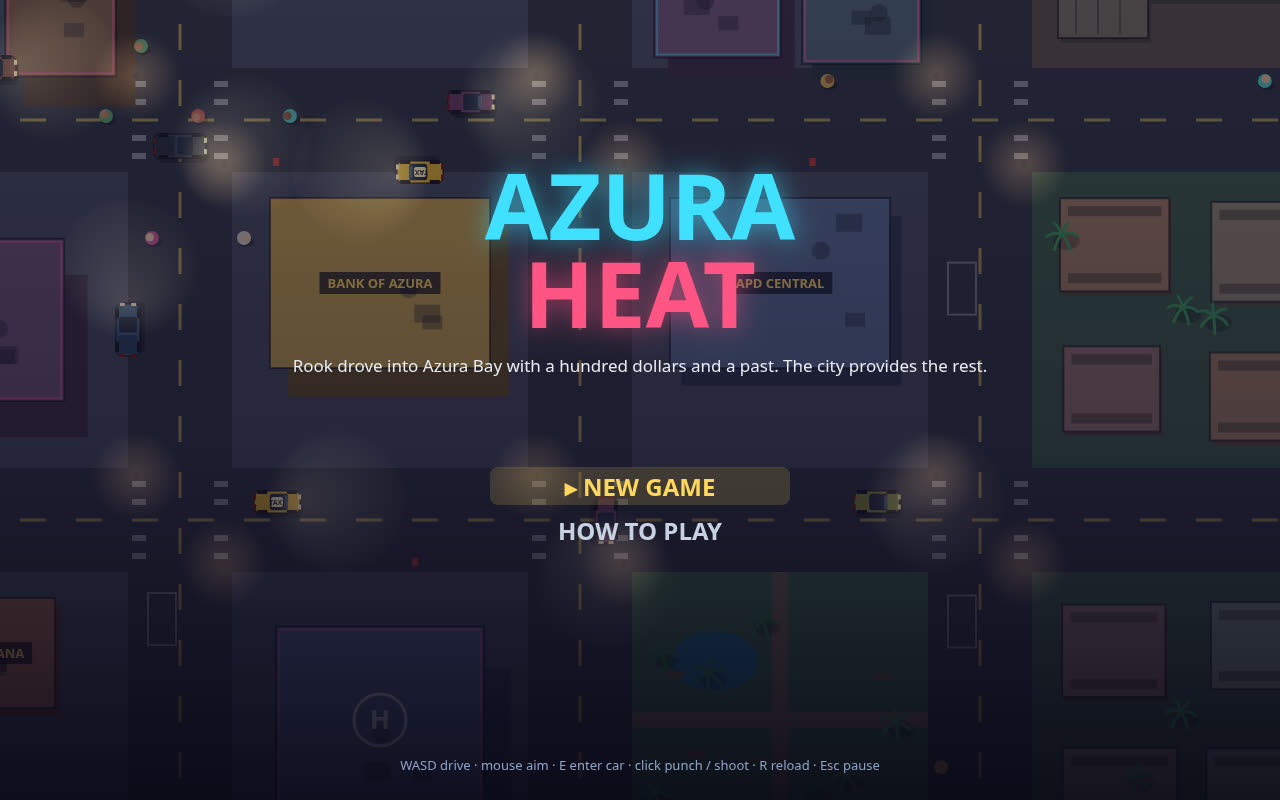 AZURA
HEAT
BANK OF AZURA
APD CENTRAL
Rook drove into Azura Bay with a hundred dollars and a past. The city provides the rest.
▸ NEW GAME
HOW TO PLAY
ANA
H
WASD drive · mouse aim · E enter car · click punch / shoot · R reload · Esc pause